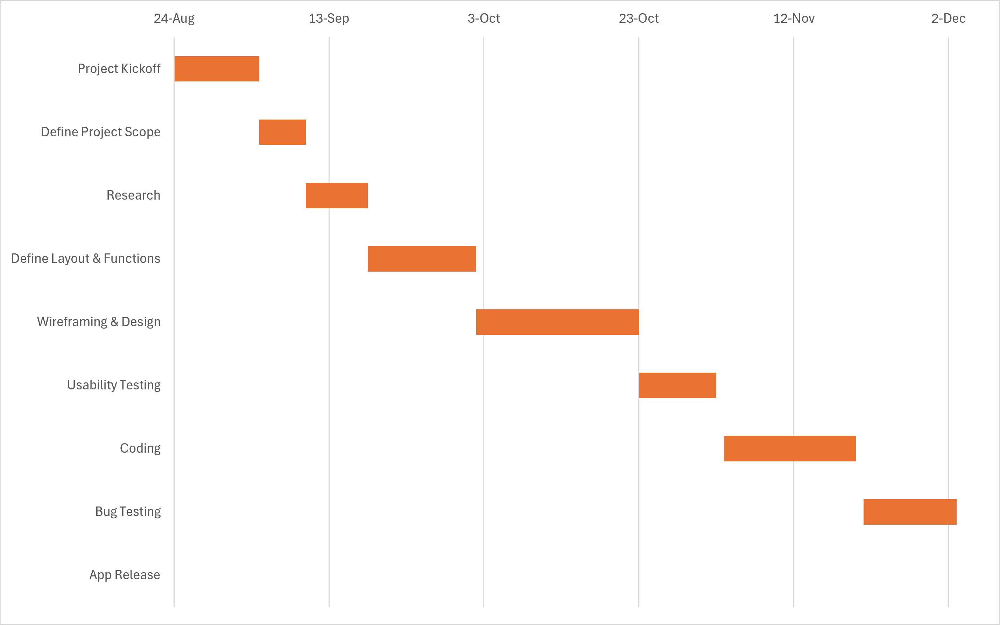 24-Aug 13-Sep 3-Oct 23-Oct 12-Nov 2-Dec
Project Kickoff
Define Project Scope
Research
Define Layout & Functions
Wireframing & Design
Usability Testing
Coding
Bug Testing
App Release